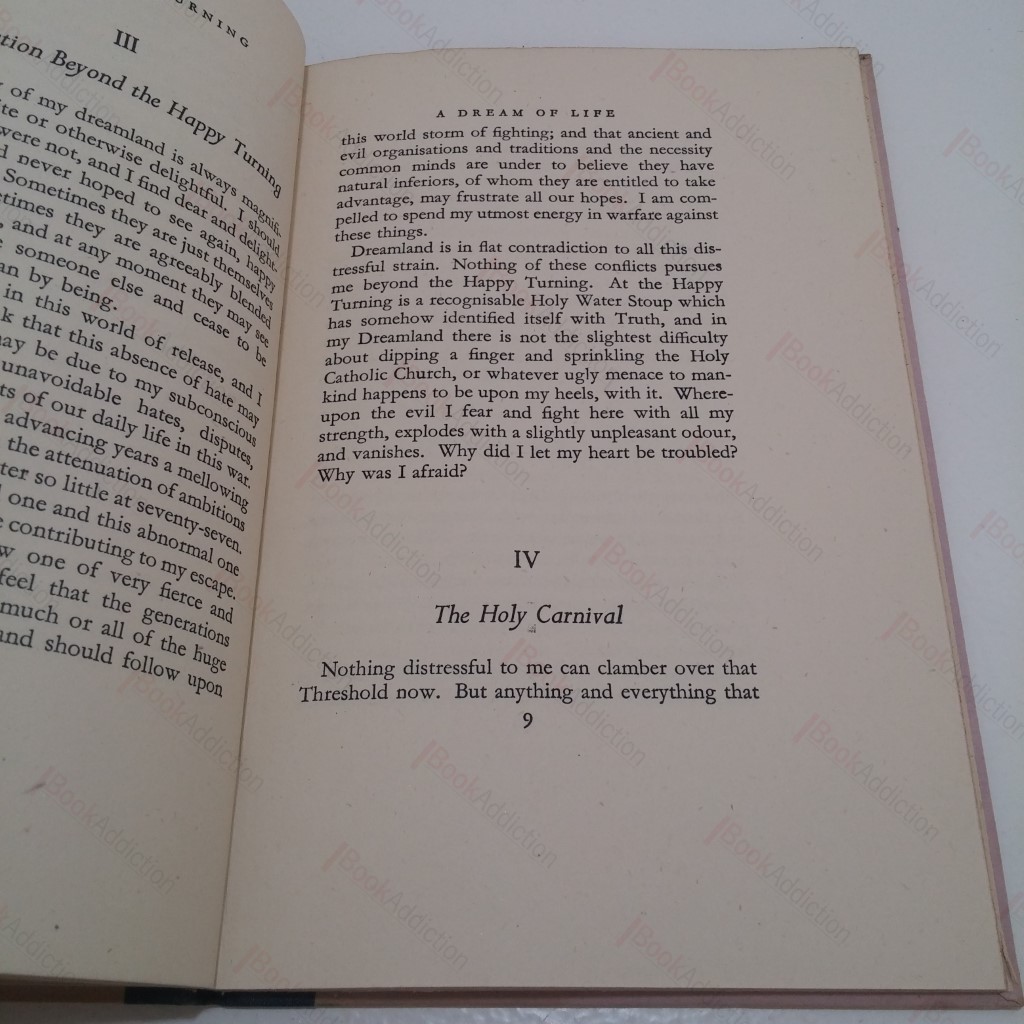 RNING
III
tion Beyond the Happy Turning
of my dreamland is always magnifi-
ite or otherwise delightful. I should
were not, and I find dear and delight-
d never hoped to see again, happy
Sometimes they are just themselves
etimes they are agreeably blended
, and at any moment they may see
e someone else and cease to be
an by being.
in this world of release, and I
k that this absence of hate may
may be due to my subconscious
unavoidable hates, disputes,
ts of our daily life in this war.
advancing years a mellowing
the attenuation of ambitions
ter so little at seventy-seven.
one and this abnormal one
e contributing to my escape.
w one of very fierce and
feel that the generations
much or all of the huge
and should follow upon
A DREAM OF LIFE
this world storm of fighting; and that ancient and
evil organisations and traditions and the necessity
common minds are under to believe they have
natural inferiors, of whom they are entitled to take
advantage, may frustrate all our hopes. I am com-
pelled to spend my utmost energy in warfare against
these things.
Dreamland is in flat contradiction to all this dis-
tressful strain. Nothing of these conflicts pursues
me beyond the Happy Turning. At the Happy
Turning is a recognisable Holy Water Stoup which
has somehow identified itself with Truth, and in
my Dreamland there is not the slightest difficulty
about dipping a finger and sprinkling the Holy
Catholic Church, or whatever ugly menace to man-
kind happens to be upon my heels, with it. Where-
upon the evil I fear and fight here with all my
strength, explodes with a slightly unpleasant odour,
and vanishes. Why did I let my heart be troubled?
Why was I afraid?
IV
The Holy Carnival
Nothing distressful to me can clamber over that
Threshold now. But anything and everything that
9